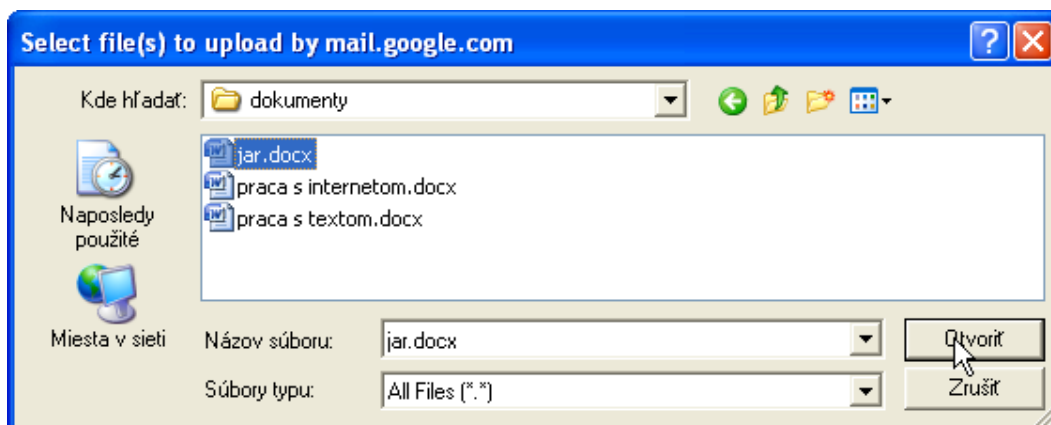 Select file(s) to upload by mail.google.com
Kde hľadať:
dokumenty
jar.docx
praca s internetom.docx
praca s textom.docx
Naposledy
použité
Miesta v sieti
Názov súboru:
jar.docx
Otvoriť
Súbory typu:
All Files (*.*)
Zrušiť